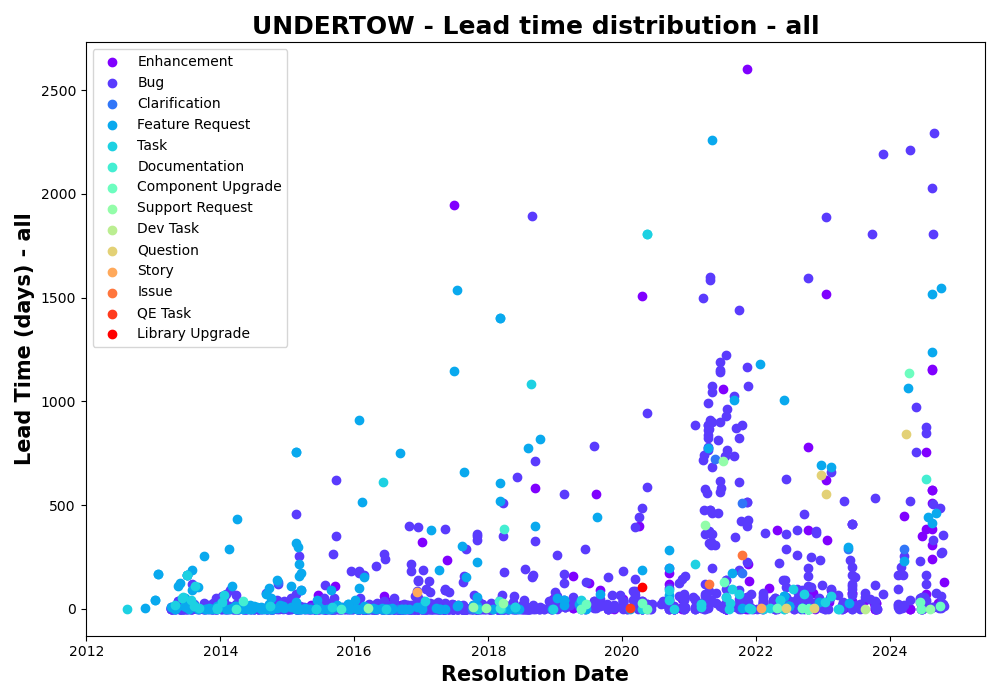 UNDERTOW - Lead time distribution - all
Lead Time (days) - all
2500
2000
1500
1000
500
0
Enhancement
Bug
Clarification
Feature Request
Task
Documentation
Component Upgrade
Support Request
Dev Task
Question
Story
Issue
QE Task
Library Upgrade
2012 2014 2016 2018 2020 2022 2024
Resolution Date